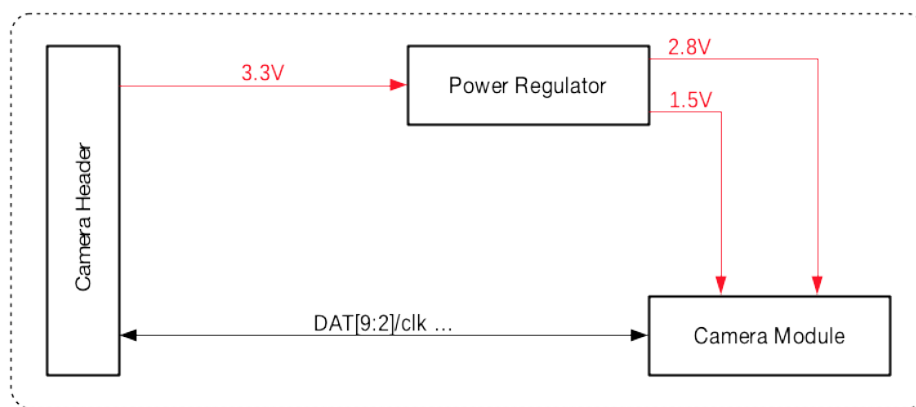 2.8V
3.3V
Power Regulator
1.5V
Camera Header
DAT[9:2]/clk ...
Camera Module